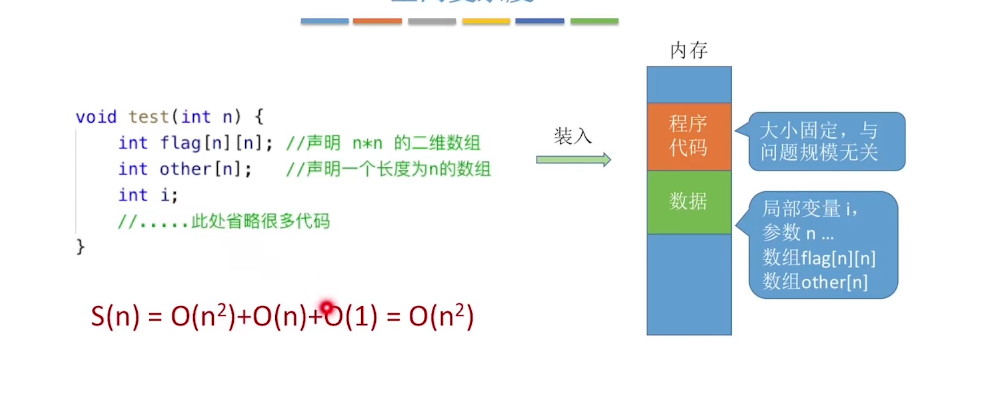 内存
void test(int n) {
int flag[n][n]; //声明 n*n 的二维数组
int other[n]; //声明一个长度为n的数组
int i;
//.....此处省略很多代码
}
装入
程序
代码
数据
大小固定，与
问题规模无关
局部变量 i，
参数 n ...
数组flag[n][n]
数组other[n]
S(n) = O(n²)+O(n)+O(1) = O(n²)